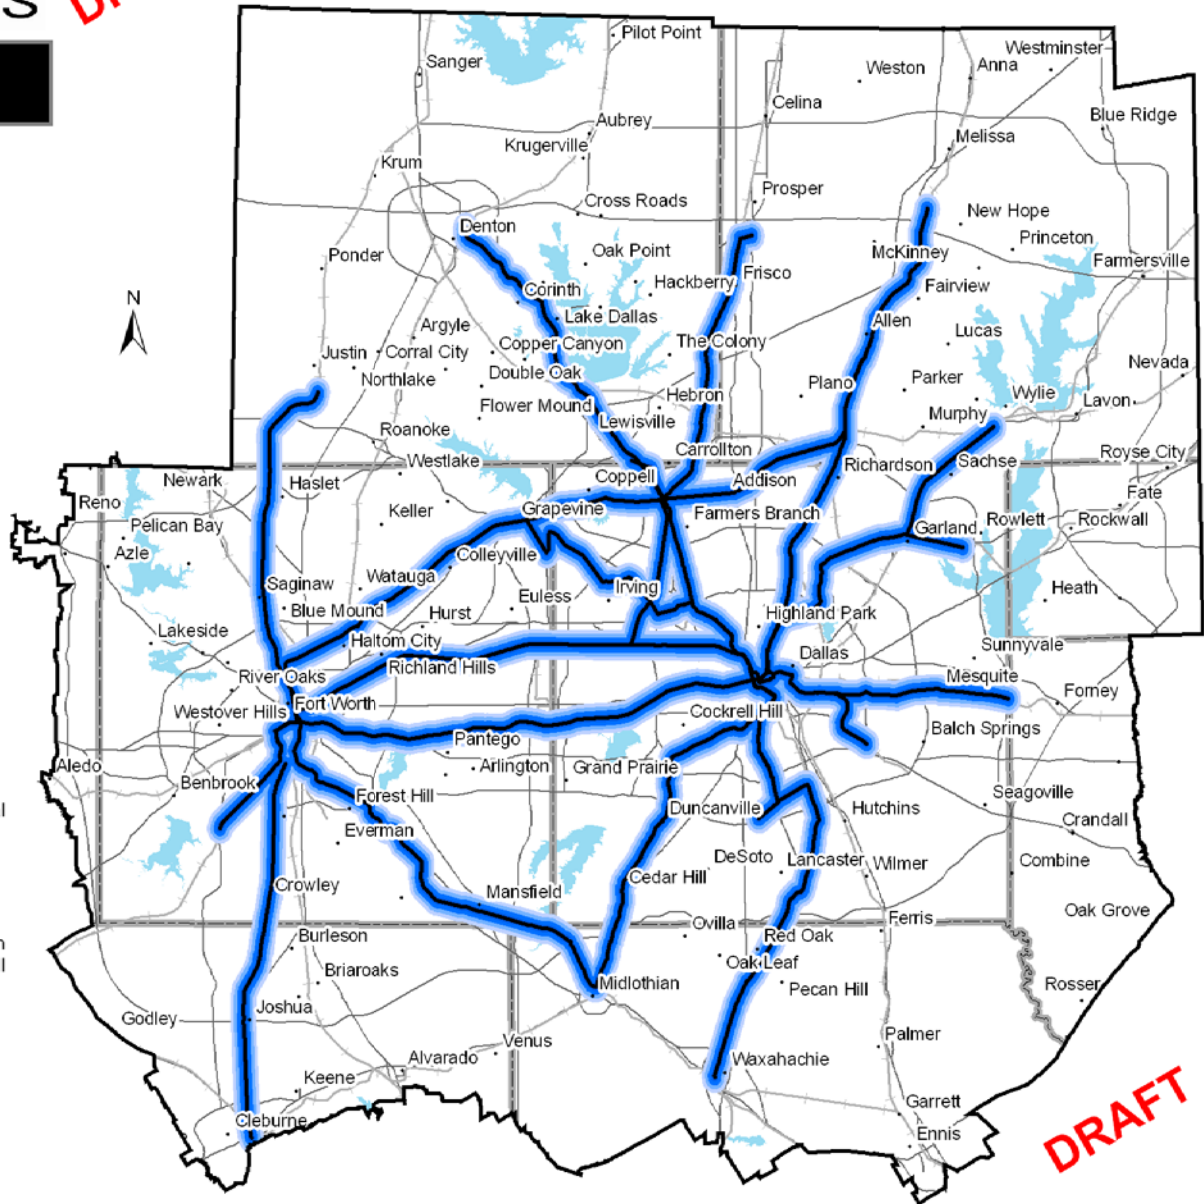 S
Pilot Point
Sanger
Westminster
Weston
Anna
Celina
Blue Ridge
Aubrey
Krugerville
Melissa
Krum
Prosper
Cross Roads
New Hope
Denton
Princeton
Ponder
Oak Point
McKinney
Farmersville
Hackberry
Frisco
Corinth
Fairview
N
Lake Dallas
Argyle
Allen
Lucas
Copper Canyon
The Colony
Justin
Corral City
Nevada
Double Oak
Northlake
Plano
Parker
Wylie
Hebron
Lavon
Flower Mound
Murphy
Lewisville
Roanoke
Carrollton
Royse City
Westlake
Richardson
Sachse
Newark
Coppell
Addison
Haslet
Fate
Reno
Keller
Grapevine
Farmers Branch
Rowlett
Rockwall
Pelican Bay
Garland
Azle
Colleyville
Watauga
Saginaw
Irving
Heath
Euless
Blue Mound
Hurst
Highland Park
Lakeside
Haltom City
Sunnyvale
Dallas
Richland Hills
River Oaks
Mesquite
Forney
Fort Worth
Westover Hills
Cockrell Hill
Balch Springs
Pantego
Aledo
Arlington
Grand Prairie
Benbrook
Seagoville
Forest Hill
Duncanville
Hutchins
Everman
Crandall
DeSoto
Lancaster
Wilmer
Combine
Cedar Hill
Crowley
Mansfield
Oak Grove
Ovilla
Ferris
Burleson
Red Oak
Oak Leaf
Briaroaks
Midlothian
Pecan Hill
Rosser
Joshua
Godley
Palmer
Venus
Alvarado
Waxahachie
Keene
Garrett
Cleburne
Ennis
DRAFT